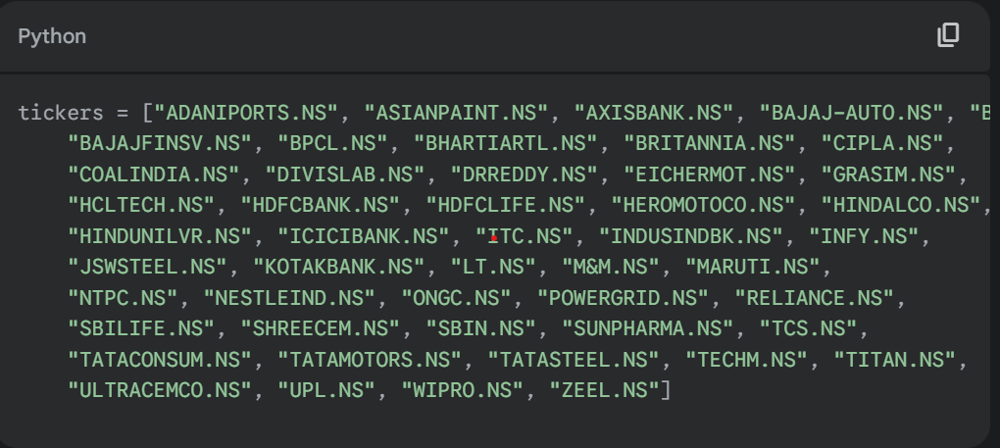 Python
tickers = ["ADANIPORTS.NS", "ASIANPAINT.NS", "AXISBANK.NS", "BAJAJ-AUTO.NS",
"BAJAJFINSV.NS", "BPCL.NS", "BHARTIARTL.NS", "BRITANNIA.NS", "CIPLA.NS",
"COALINDIA.NS", "DIVISLAB.NS", "DRREDDY.NS", "EICHERMOT.NS", "GRASIM.NS",
"HCLTECH.NS", "HDFCBANK.NS", "HDFCLIFE.NS", "HEROMOTOCO.NS", "HINDALCO.NS",
"HINDUNILVR.NS", "ICICIBANK.NS", "ITC.NS", "INDUSINDBK.NS", "INFY.NS",
"JSWSTEEL.NS", "KOTAKBANK.NS", "LT.NS", "M&M.NS", "MARUTI.NS",
"NTPC.NS", "NESTLEIND.NS", "ONGC.NS", "POWERGRID.NS", "RELIANCE.NS",
"SBILIFE.NS", "SHREECEM.NS", "SBIN.NS", "SUNPHARMA.NS", "TCS.NS",
"TATACONSUM.NS", "TATAMOTORS.NS", "TATASTEEL.NS", "TECHM.NS", "TITAN.NS",
"ULTRACEMCO.NS", "UPL.NS", "WIPRO.NS", "ZEEL.NS"]